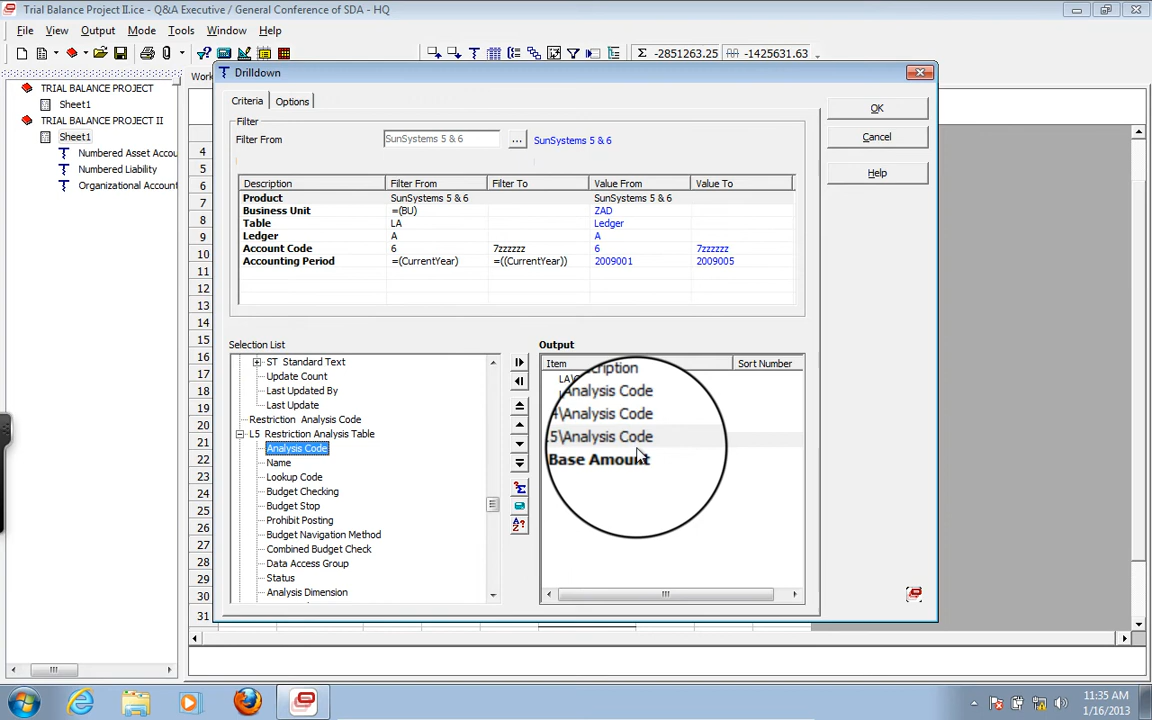 Trial Balance Project II.ice - Q&A Executive / General Conference of SDA - HQ
File View Output Mode Tools Window Help
Σ -2851263.25 -1425631.63
TRIAL BALANCE PROJECT
Sheet1
TRIAL BALANCE PROJECT II
Sheet1
Numbered Asset Accou
Numbered Liability
Organizational Account
Drilldown
Criteria Options
Filter
Filter From SunSystems 5 & 6 ... SunSystems 5 & 6
Description Filter From Filter To Value From Value To
Product SunSystems 5 & 6 SunSystems 5 & 6
Business Unit =(BU) ZAD
Table LA Ledger
Ledger A A
Account Code 6 7zzzzzz 6 7zzzzzz
Accounting Period =(CurrentYear) =((CurrentYear)) 2009001 2009005
OK
Cancel
Help
Selection List
ST Standard Text
Update Count
Last Updated By
Last Update
Restriction Analysis Code
L5 Restriction Analysis Table
Analysis Code
Name
Lookup Code
Budget Checking
Budget Stop
Prohibit Posting
Budget Navigation Method
Combined Budget Check
Data Access Group
Status
Analysis Dimension
Output
Item Sort Number
cription
Analysis Code
\Analysis Code
5\Analysis Code
Base Amount
4
5
6
7
8
9
10
11
12
13
14
15
16
17
18
19
20
21
22
23
24
25
26
27
28
29
30
31
11:35 AM
1/16/2013